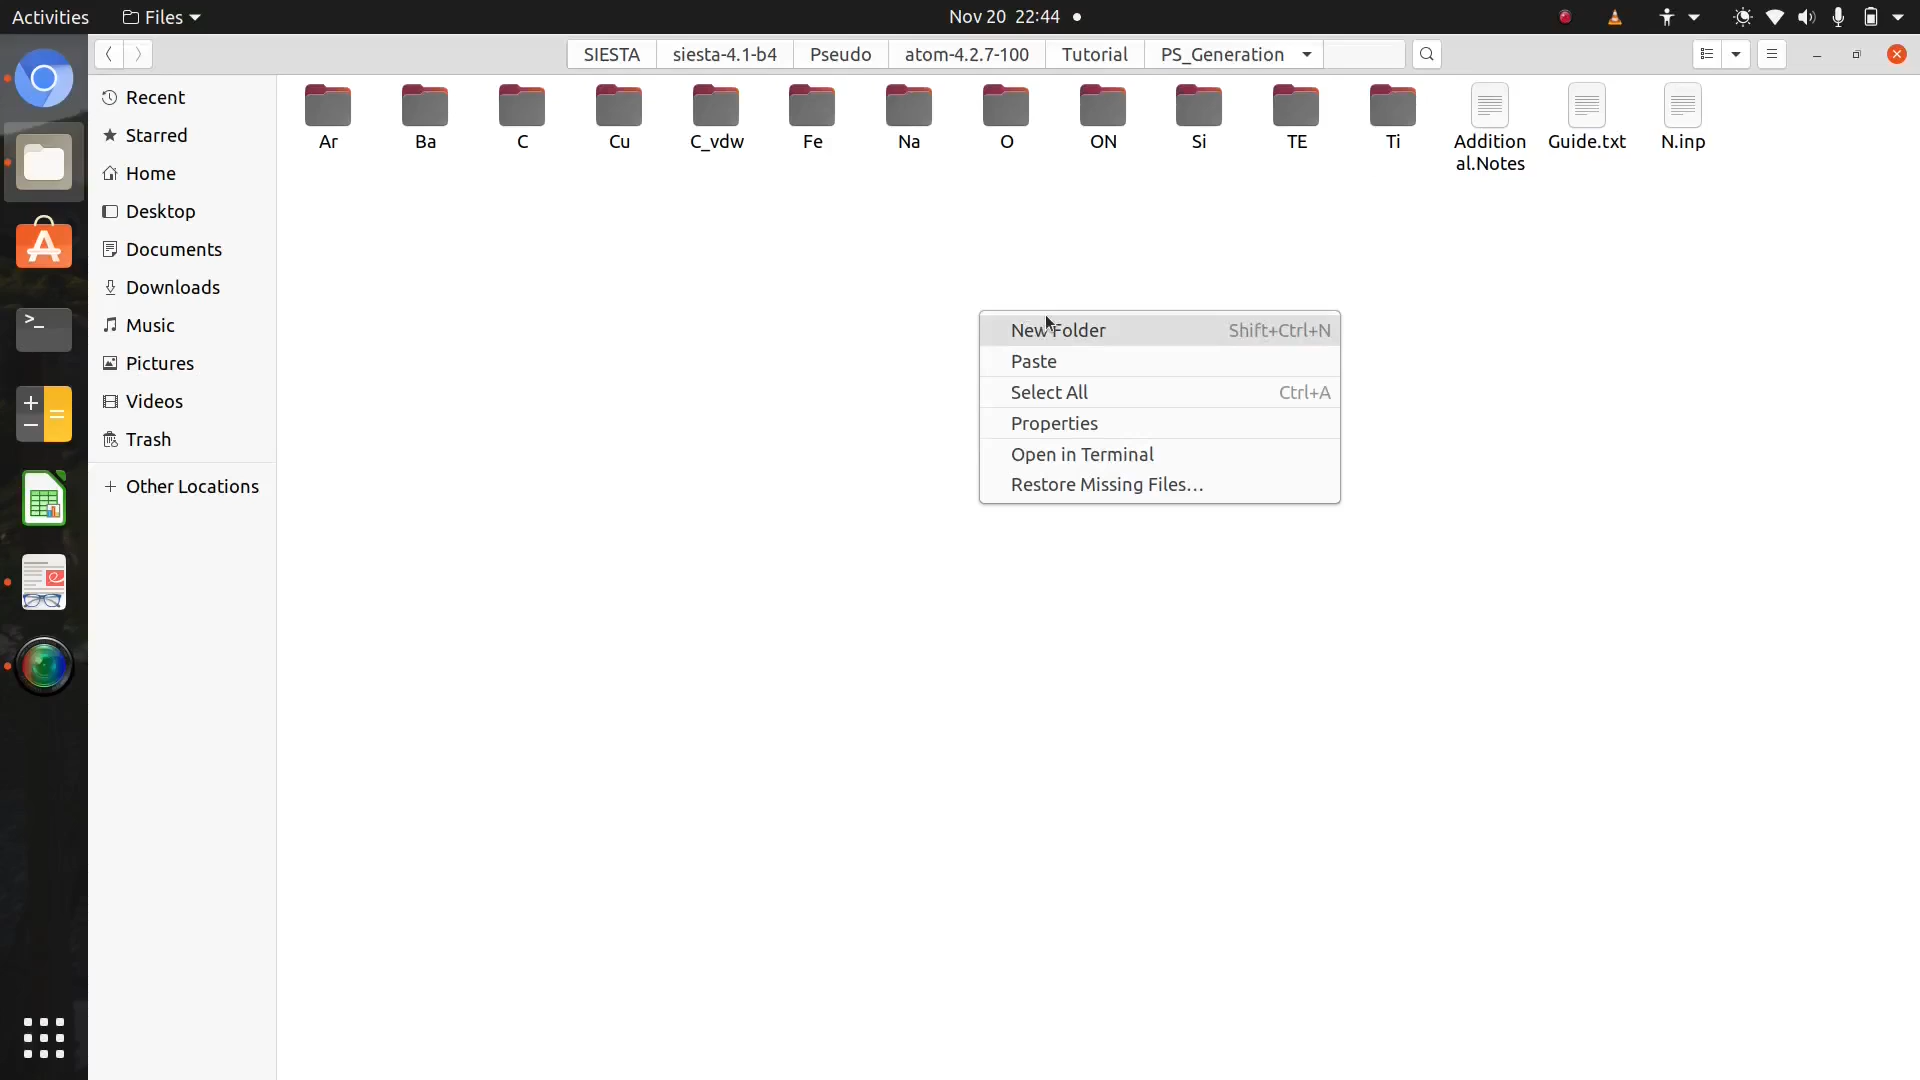 Activities
Files
Nov 20 22:44
SIESTA
siesta-4.1-b4
Pseudo
atom-4.2.7-100
Tutorial
PS_Generation
Recent
Starred
Home
Desktop
Documents
Downloads
Music
Pictures
Videos
Trash
+ Other Locations
Ar
Ba
C
Cu
C_vdw
Fe
Na
O
ON
Si
TE
Ti
Addition
al.Notes
Guide.txt
N.inp
New Folder Shift+Ctrl+N
Paste
Select All Ctrl+A
Properties
Open in Terminal
Restore Missing Files...